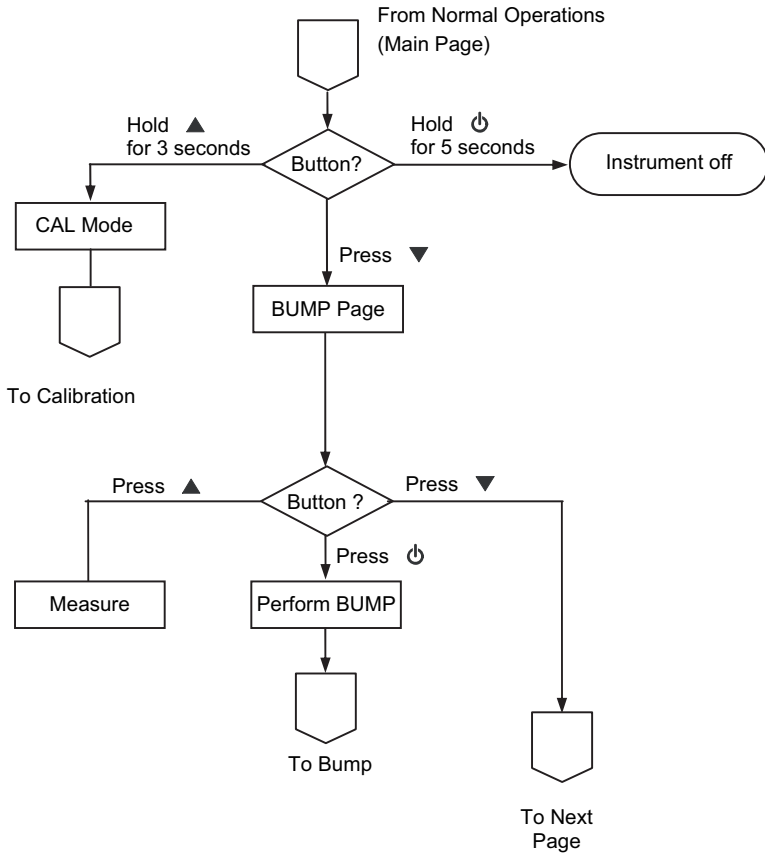 From Normal Operations
(Main Page)
Hold ▲
for 3 seconds
Button?
Hold ⏻
for 5 seconds
Instrument off
CAL Mode
Press ▼
BUMP Page
To Calibration
Press ▲
Button ?
Press ▼
Press ⏻
Measure
Perform BUMP
To Bump
To Next
Page